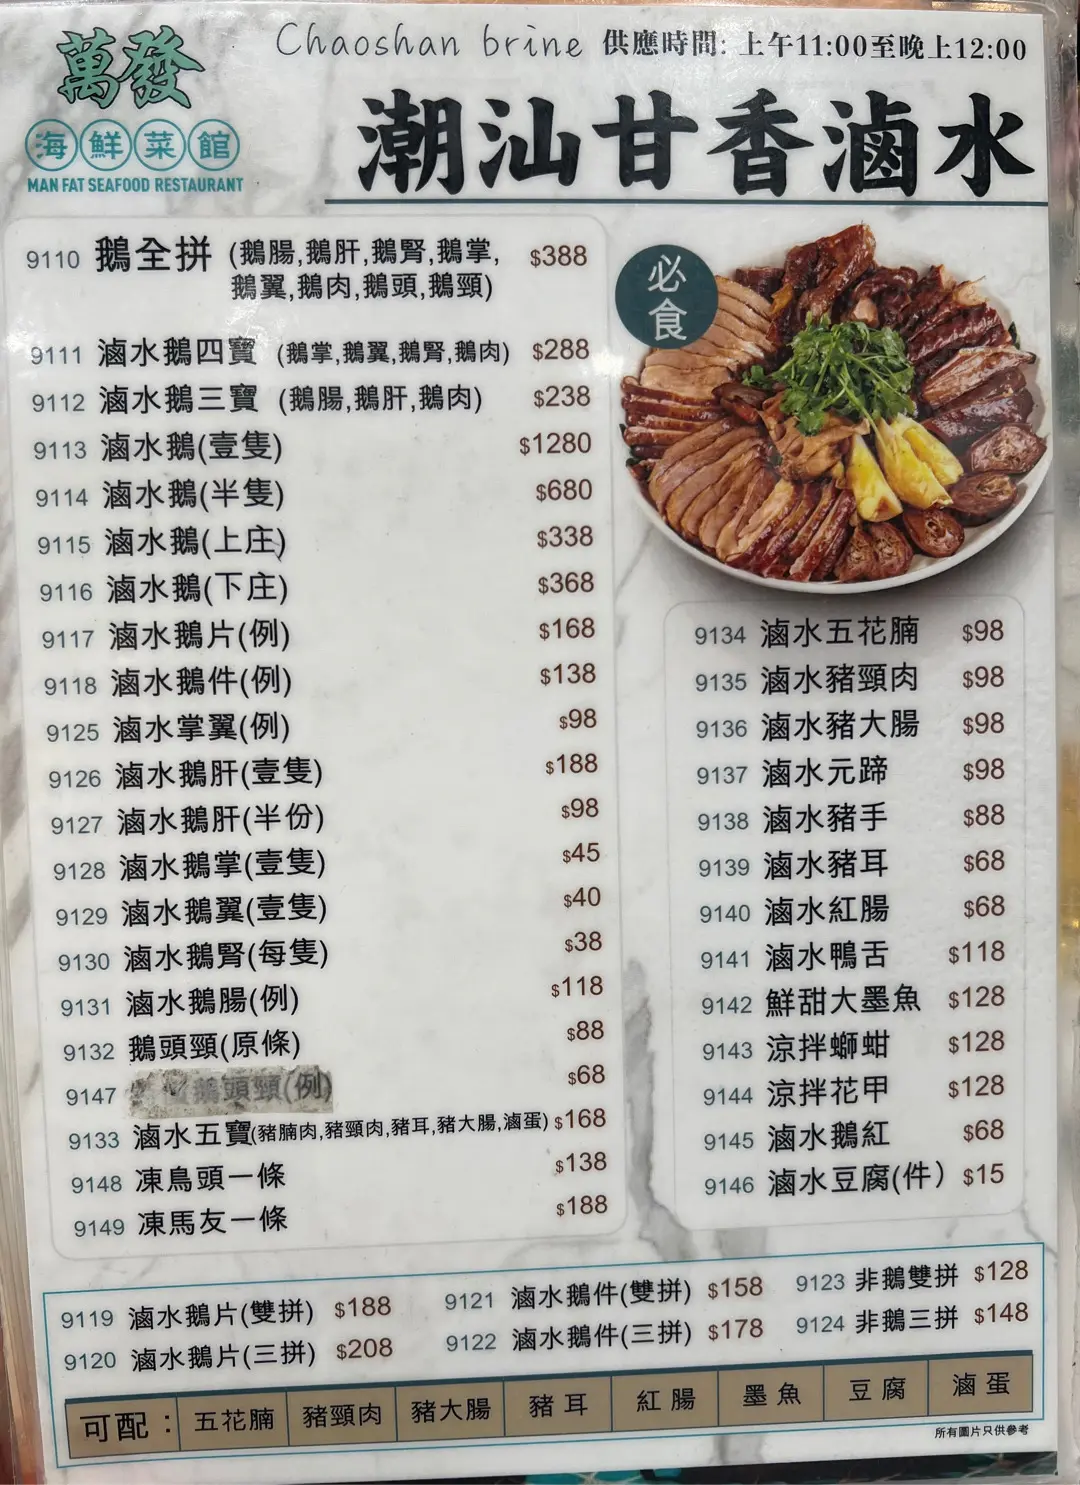 萬發
海鮮菜館
MAN FAT SEAFOOD RESTAURANT
Chaoshan brine 供應時間: 上午11:00至晚上12:00
潮汕甘香滷水
必食
9110 鵝全拼 (鵝腸,鵝肝,鵝腎,鵝掌, $388
鵝翼,鵝肉,鵝頭,鵝頸)
9111 滷水鵝四寶 (鵝掌,鵝翼,鵝腎,鵝肉) $288
9112 滷水鵝三寶 (鵝腸,鵝肝,鵝肉) $238
9113 滷水鵝(壹隻) $1280
9114 滷水鵝(半隻) $680
9115 滷水鵝(上庄) $338
9116 滷水鵝(下庄) $368
9117 滷水鵝片(例) $168
9118 滷水鵝件(例) $138
9125 滷水掌翼(例) $98
9126 滷水鵝肝(壹隻) $188
9127 滷水鵝肝(半份) $98
9128 滷水鵝掌(壹隻) $45
9129 滷水鵝翼(壹隻) $40
9130 滷水鵝腎(每隻) $38
9131 滷水鵝腸(例) $118
9132 鵝頭頸(原條) $88
9147 鵝頭頸(例) $68
9133 滷水五寶(豬腩肉,豬頸肉,豬耳,豬大腸,滷蛋) $168
9148 凍烏頭一條 $138
9149 凍馬友一條 $188
9134 滷水五花腩 $98
9135 滷水豬頸肉 $98
9136 滷水豬大腸 $98
9137 滷水元蹄 $98
9138 滷水豬手 $88
9139 滷水豬耳 $68
9140 滷水紅腸 $68
9141 滷水鴨舌 $118
9142 鮮甜大墨魚 $128
9143 涼拌螄蚶 $128
9144 涼拌花甲 $128
9145 滷水鵝紅 $68
9146 滷水豆腐(件) $15
9119 滷水鵝片(雙拼) $188 9121 滷水鵝件(雙拼) $158 9123 非鵝雙拼 $128
9120 滷水鵝片(三拼) $208 9122 滷水鵝件(三拼) $178 9124 非鵝三拼 $148
可配: 五花腩 豬頸肉 豬大腸 豬耳 紅腸 墨魚 豆腐 滷蛋
所有圖片只供參考